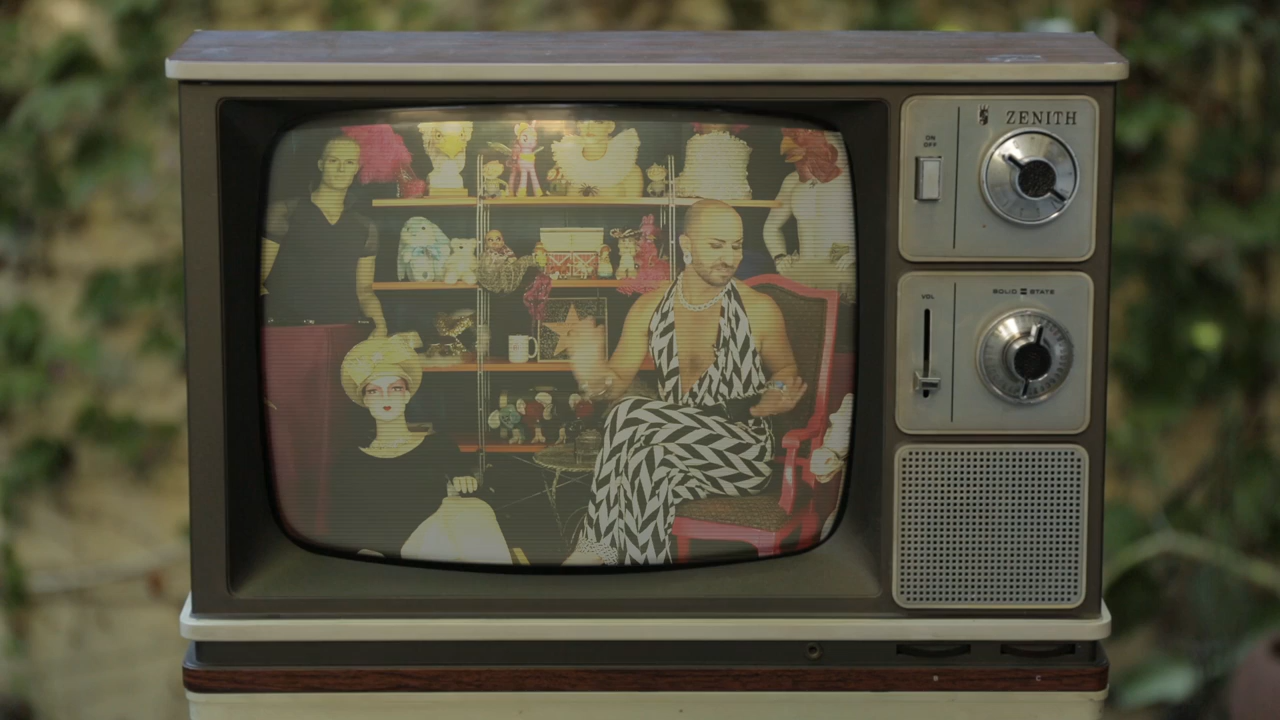 ZENITH
ON
OFF
SOLID STATE
VOL
B
C